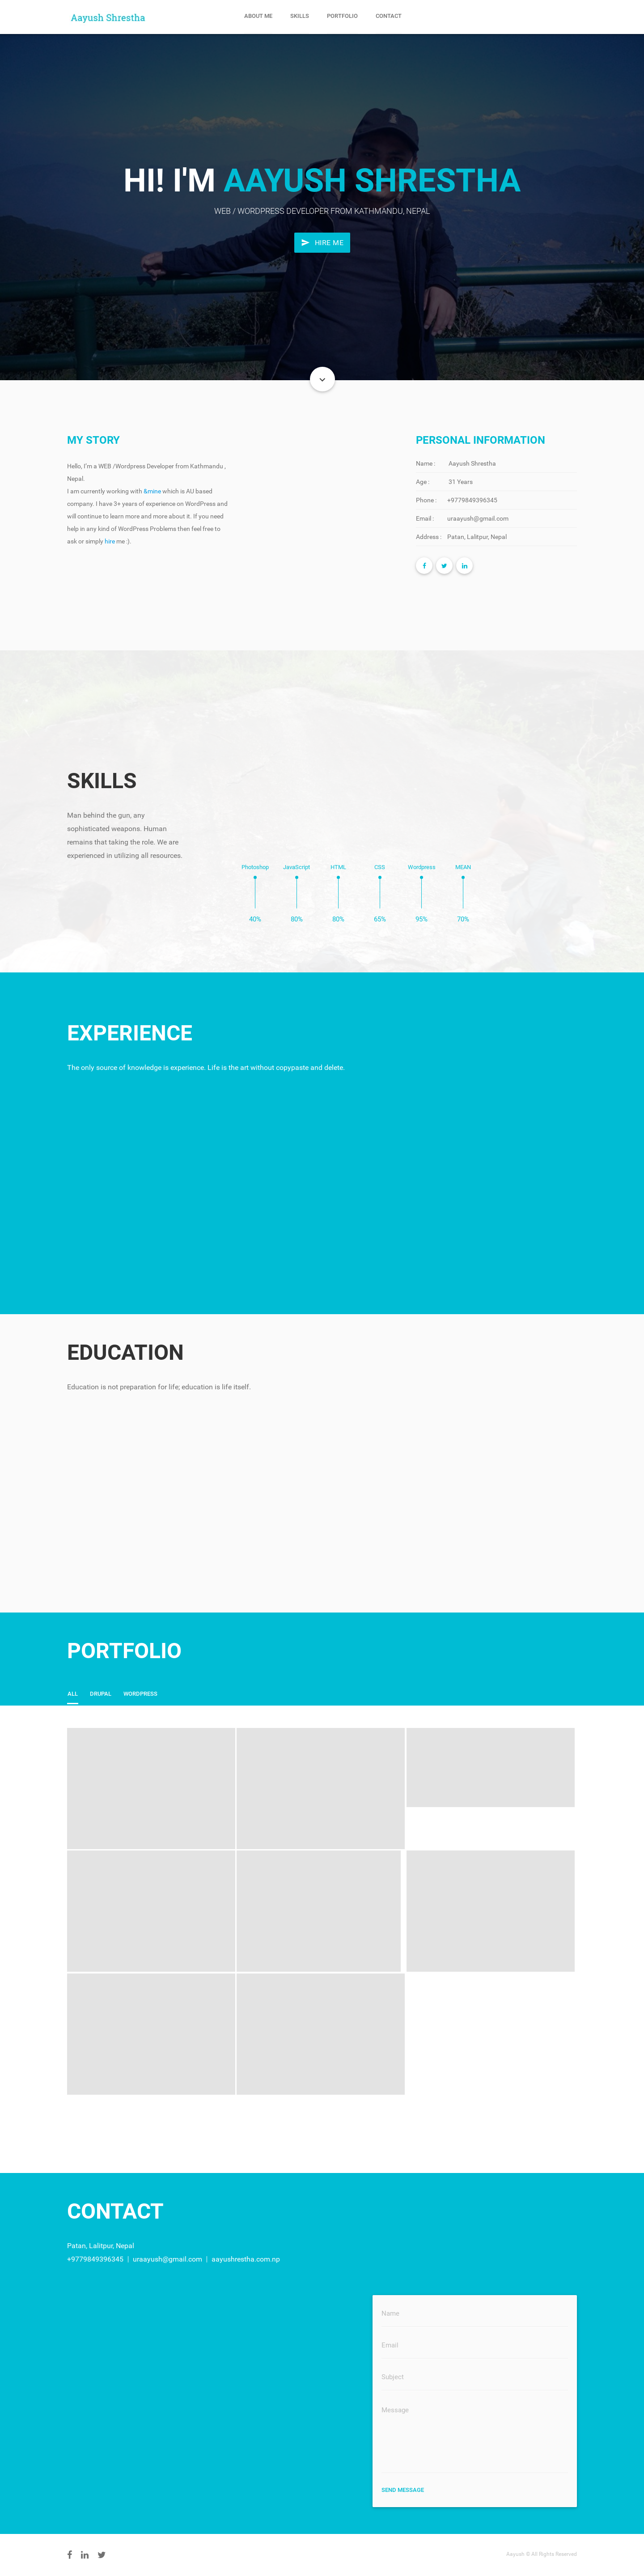 Aayush Shrestha
ABOUT ME
SKILLS
PORTFOLIO
CONTACT
HI! I'M AAYUSH SHRESTHA
WEB / WORDPRESS DEVELOPER FROM KATHMANDU, NEPAL
HIRE ME
MY STORY
Hello, I'm a WEB /Wordpress Developer from Kathmandu ,
Nepal.
I am currently working with &mine which is AU based
company. I have 3+ years of experience on WordPress and
will continue to learn more and more about it. If you need
help in any kind of WordPress Problems then feel free to
ask or simply hire me :).
PERSONAL INFORMATION
Name : Aayush Shrestha
Age : 31 Years
Phone : +9779849396345
Email : uraayush@gmail.com
Address : Patan, Lalitpur, Nepal
SKILLS
Man behind the gun, any
sophisticated weapons. Human
remains that taking the role. We are
experienced in utilizing all resources.
Photoshop JavaScript HTML CSS Wordpress MEAN
40% 80% 80% 65% 95% 70%
EXPERIENCE
The only source of knowledge is experience. Life is the art without copypaste and delete.
EDUCATION
Education is not preparation for life; education is life itself.
PORTFOLIO
ALL DRUPAL WORDPRESS
CONTACT
Patan, Lalitpur, Nepal
+9779849396345 | uraayush@gmail.com | aayushrestha.com.np
Name
Email
Subject
Message
SEND MESSAGE
Aayush © All Rights Reserved